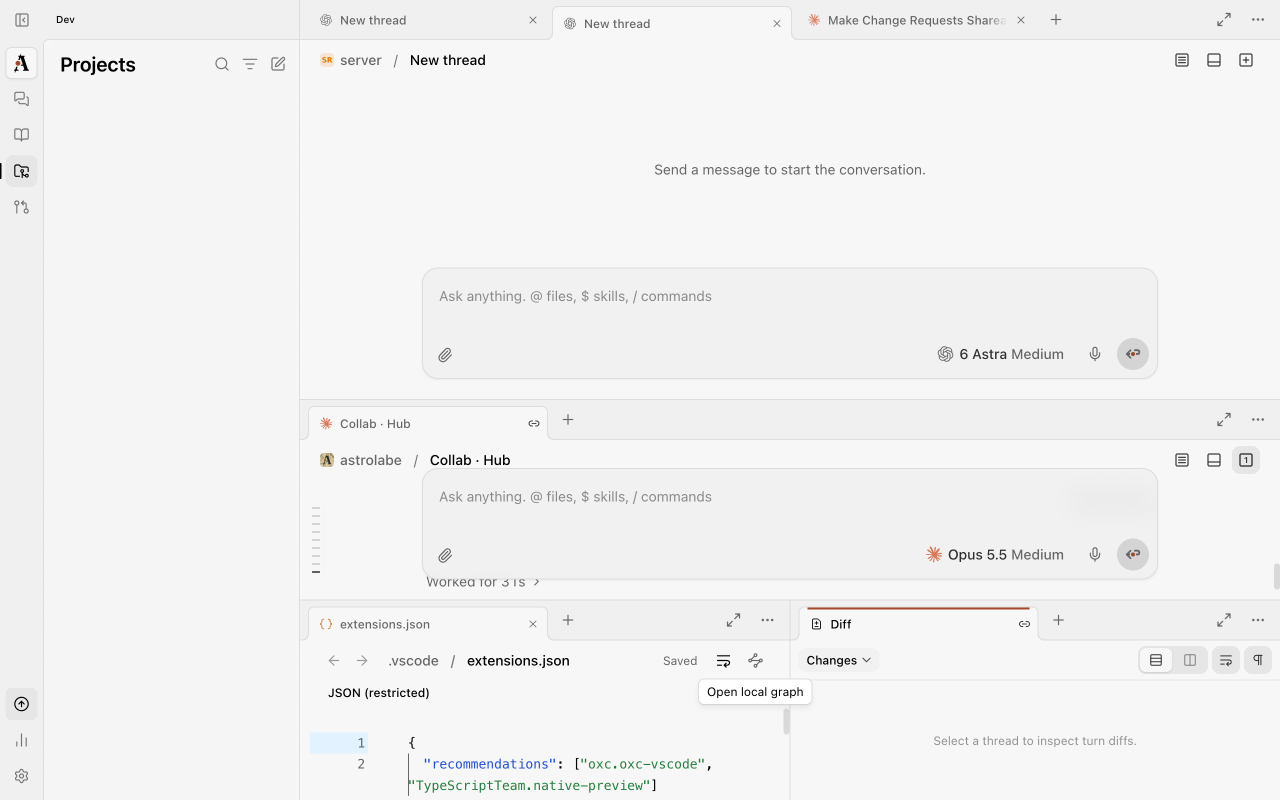 Dev
New thread
New thread
Make Change Requests Sharea
Projects
SR server / New thread
Send a message to start the conversation.
Ask anything. @ files, $ skills, / commands
6 Astra Medium
Collab · Hub
A astrolabe / Collab · Hub
1
Ask anything. @ files, $ skills, / commands
Opus 5.5 Medium
Worked for 31s
{} extensions.json
.vscode / extensions.json
Saved
Open local graph
JSON (restricted)
1 {
2 "recommendations": ["oxc.oxc-vscode",
"TypeScriptTeam.native-preview"]
Diff
Changes
Select a thread to inspect turn diffs.